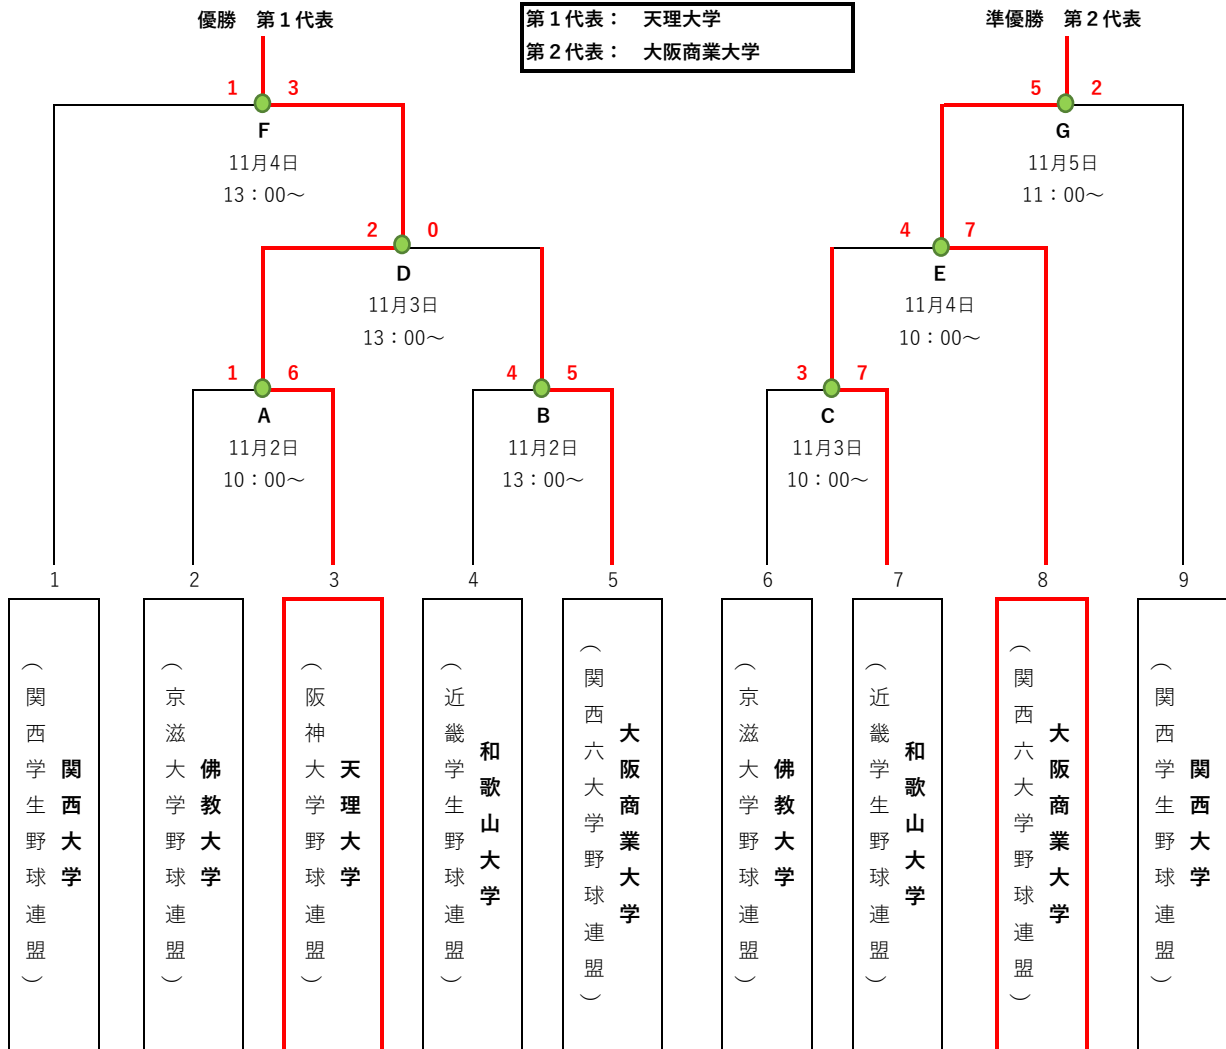 優勝　第１代表
第１代表：　天理大学
第２代表：　大阪商業大学
準優勝　第２代表
1 3
F
11月4日
13：00～
5 2
G
11月5日
11：00～
2 0
D
11月3日
13：00～
4 7
E
11月4日
10：00～
1 6
A
11月2日
10：00～
4 5
B
11月2日
13：00～
3 7
C
11月3日
10：00～
1
2
3
4
5
6
7
8
9
関西大学
（関西学生野球連盟）
佛教大学
（京滋大学野球連盟）
天理大学
（阪神大学野球連盟）
和歌山大学
（近畿学生野球連盟）
大阪商業大学
（関西六大学野球連盟）
佛教大学
（京滋大学野球連盟）
和歌山大学
（近畿学生野球連盟）
大阪商業大学
（関西六大学野球連盟）
関西大学
（関西学生野球連盟）